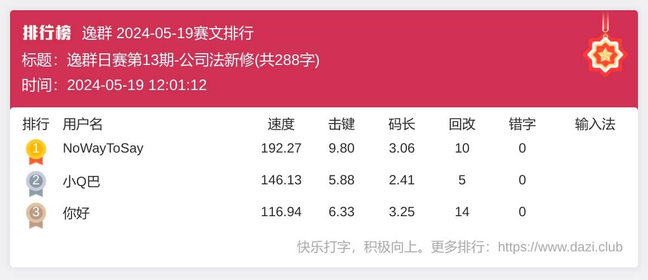 排行榜 逸群 2024-05-19赛文排行
标题：逸群日赛第13期-公司法新修(共288字)
时间：2024-05-19 12:01:12
排行 用户名 速度 击键 码长 回改 错字 输入法
1 NoWayToSay 192.27 9.80 3.06 10 0
2 小Q巴 146.13 5.88 2.41 5 0
3 你好 116.94 6.33 3.25 14 0
快乐打字，积极向上。更多排行：https://www.dazi.club